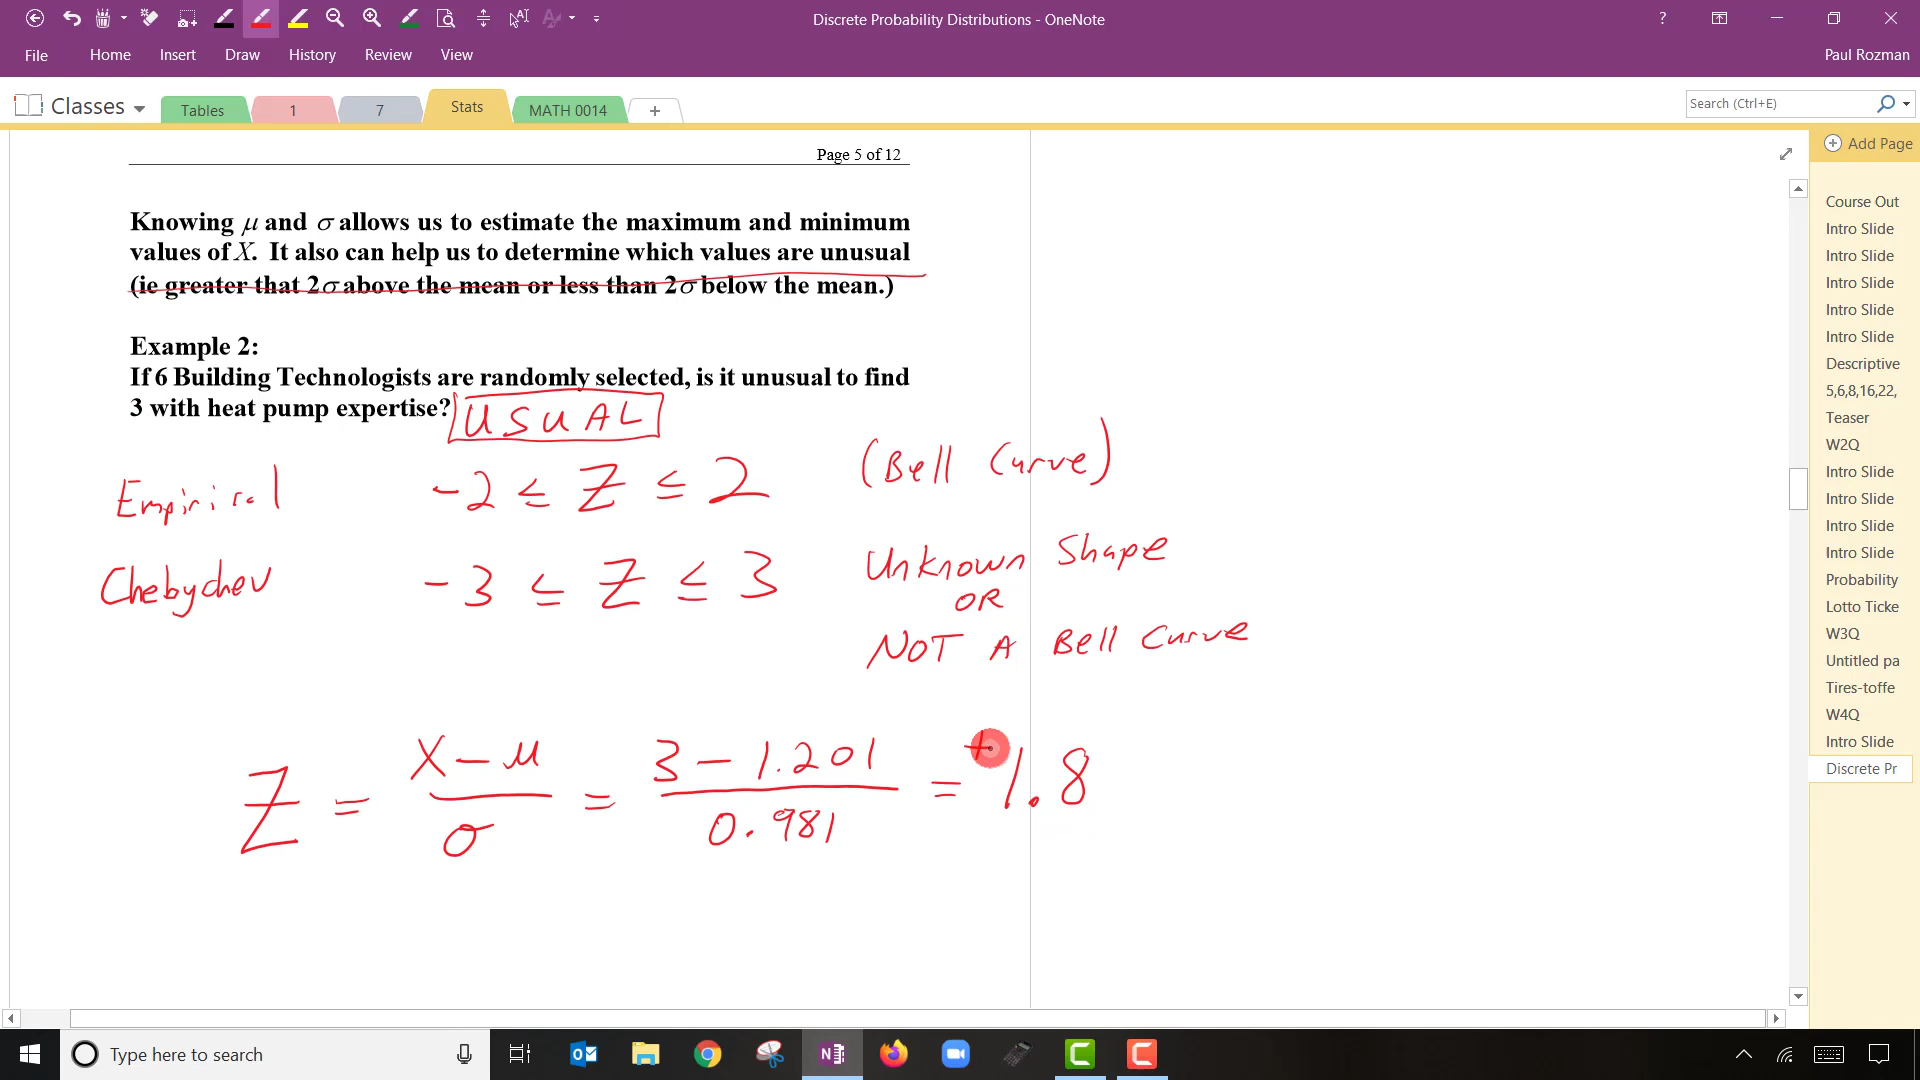 Discrete Probability Distributions - OneNote
?
File Home Insert Draw History Review View
Paul Rozman
Classes Tables 1 7 Stats MATH 0014 +
Search (Ctrl+E)
Page 5 of 12
Knowing μ and σ allows us to estimate the maximum and minimum
values of X. It also can help us to determine which values are unusual
(ie greater that 2σ above the mean or less than 2σ below the mean.)
Example 2:
If 6 Building Technologists are randomly selected, is it unusual to find
3 with heat pump expertise?
USUAL
Empirical -2 ≤ Z ≤ 2 (Bell Curve)
Chebychev -3 ≤ Z ≤ 3 Unknown Shape
OR
NOT A Bell Curve
Z = X - μ / σ = 3 - 1.201 / 0.981 = +1.8
Add Page
Course Out
Intro Slide
Intro Slide
Intro Slide
Intro Slide
Intro Slide
Descriptive
5,6,8,16,22,
Teaser
W2Q
Intro Slide
Intro Slide
Intro Slide
Intro Slide
Probability
Lotto Ticke
W3Q
Untitled pa
Tires-toffe
W4Q
Intro Slide
Discrete Pr
Type here to search